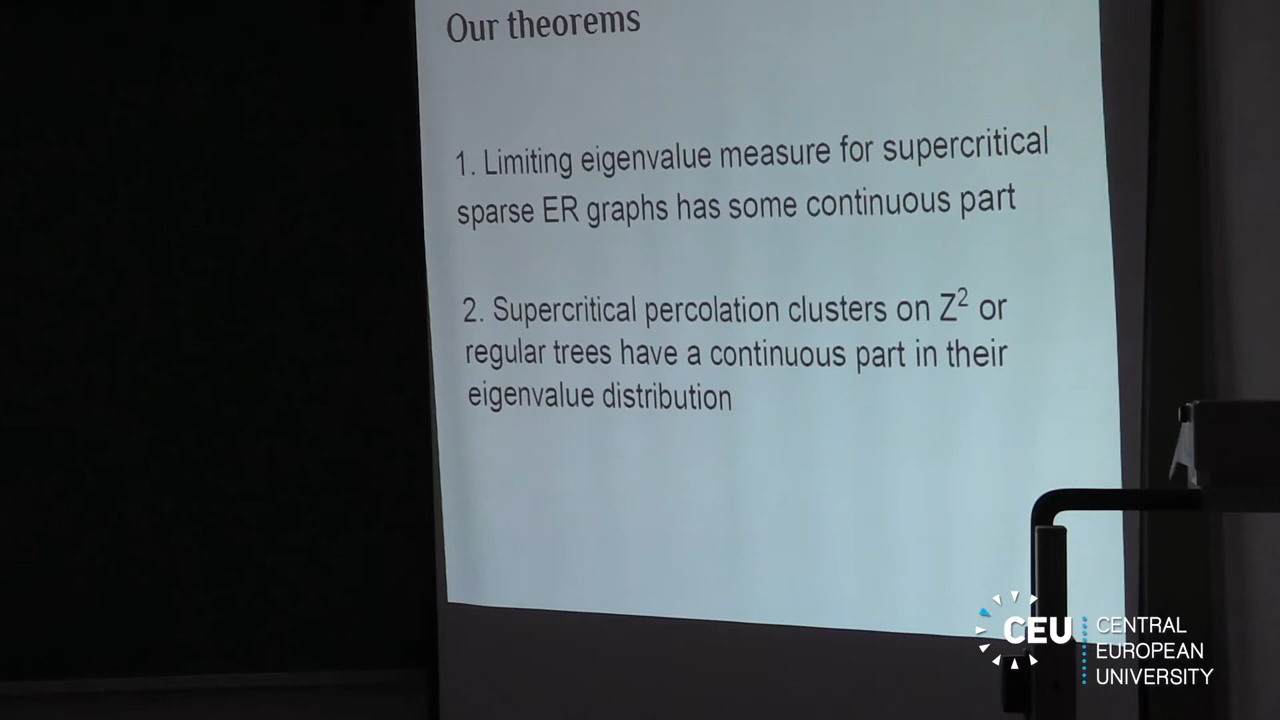 Our theorems
1. Limiting eigenvalue measure for supercritical
sparse ER graphs has some continuous part
2. Supercritical percolation clusters on Z² or
regular trees have a continuous part in their
eigenvalue distribution
CEU
CENTRAL
EUROPEAN
UNIVERSITY